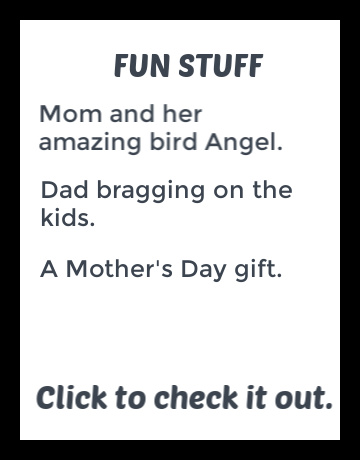 FUN STUFF
Mom and her
amazing bird Angel.
Dad bragging on the
kids.
A Mother's Day gift.
Click to check it out.